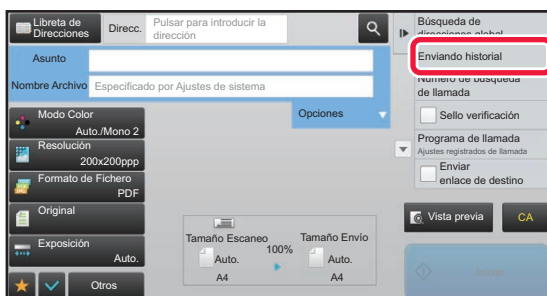 Libreta de
Direcciones
Direcc.
Pulsar para introducir la
dirección
Asunto
Nombre Archivo
Especificado por Ajustes de sistema
Opciones
Modo Color
Auto./Mono 2
Resolución
200x200ppp
Formato de Fichero
PDF
Original
Exposición
Auto.
Otros
Tamaño Escaneo
100%
Tamaño Envío
Auto.
A4
Auto.
A4
Búsqueda de
direcciones global
Enviando historial
Número de búsqueda
de llamada
Sello verificación
Programa de llamada
Ajustes registrados de llamada
Enviar
enlace de destino
Vista previa
CA
Iniciar